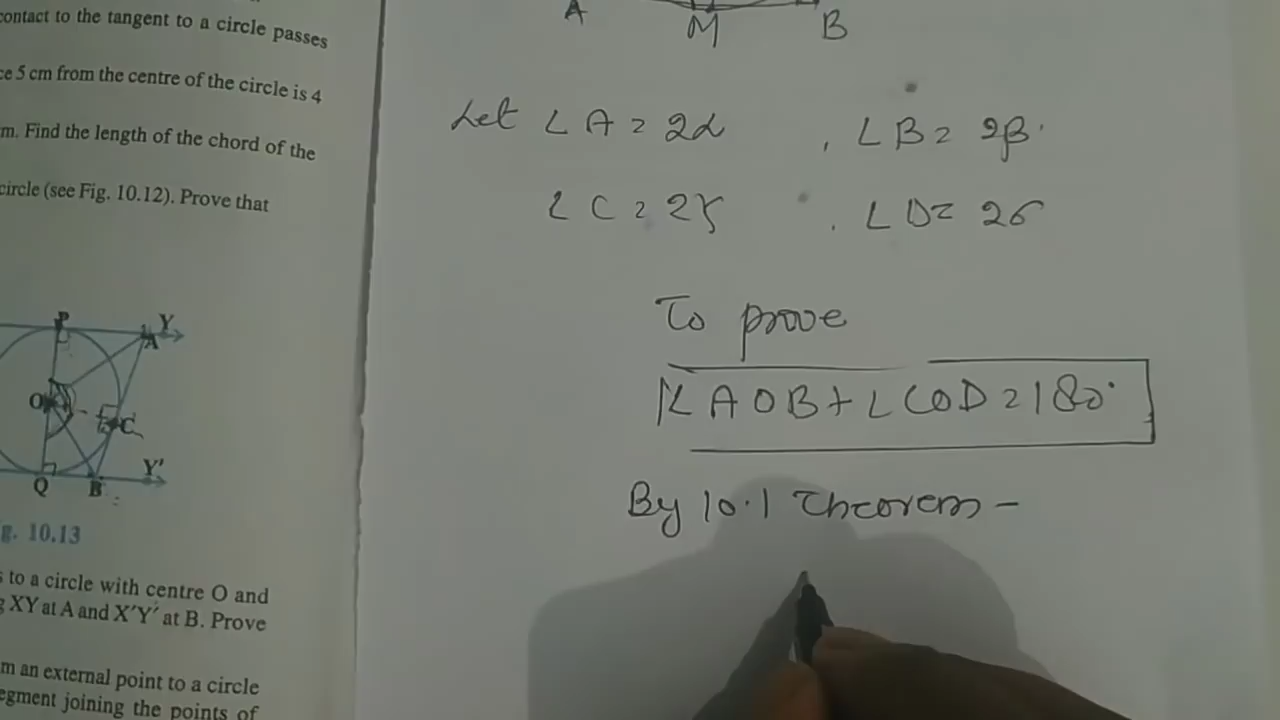 contact to the tangent to a circle passes
ce 5 cm from the centre of the circle is 4
m. Find the length of the chord of the
circle (see Fig. 10.12). Prove that
P Y
A
O C
Q B Y'
g. 10.13
s to a circle with centre O and
g XY at A and X'Y' at B. Prove
m an external point to a circle
egment joining the points of
A M B
Let ∠A = 2α , ∠B = 2β
∠C = 2γ , ∠D = 2σ
To prove
∠AOB + ∠COD = 180°
By 10.1 Theorem -